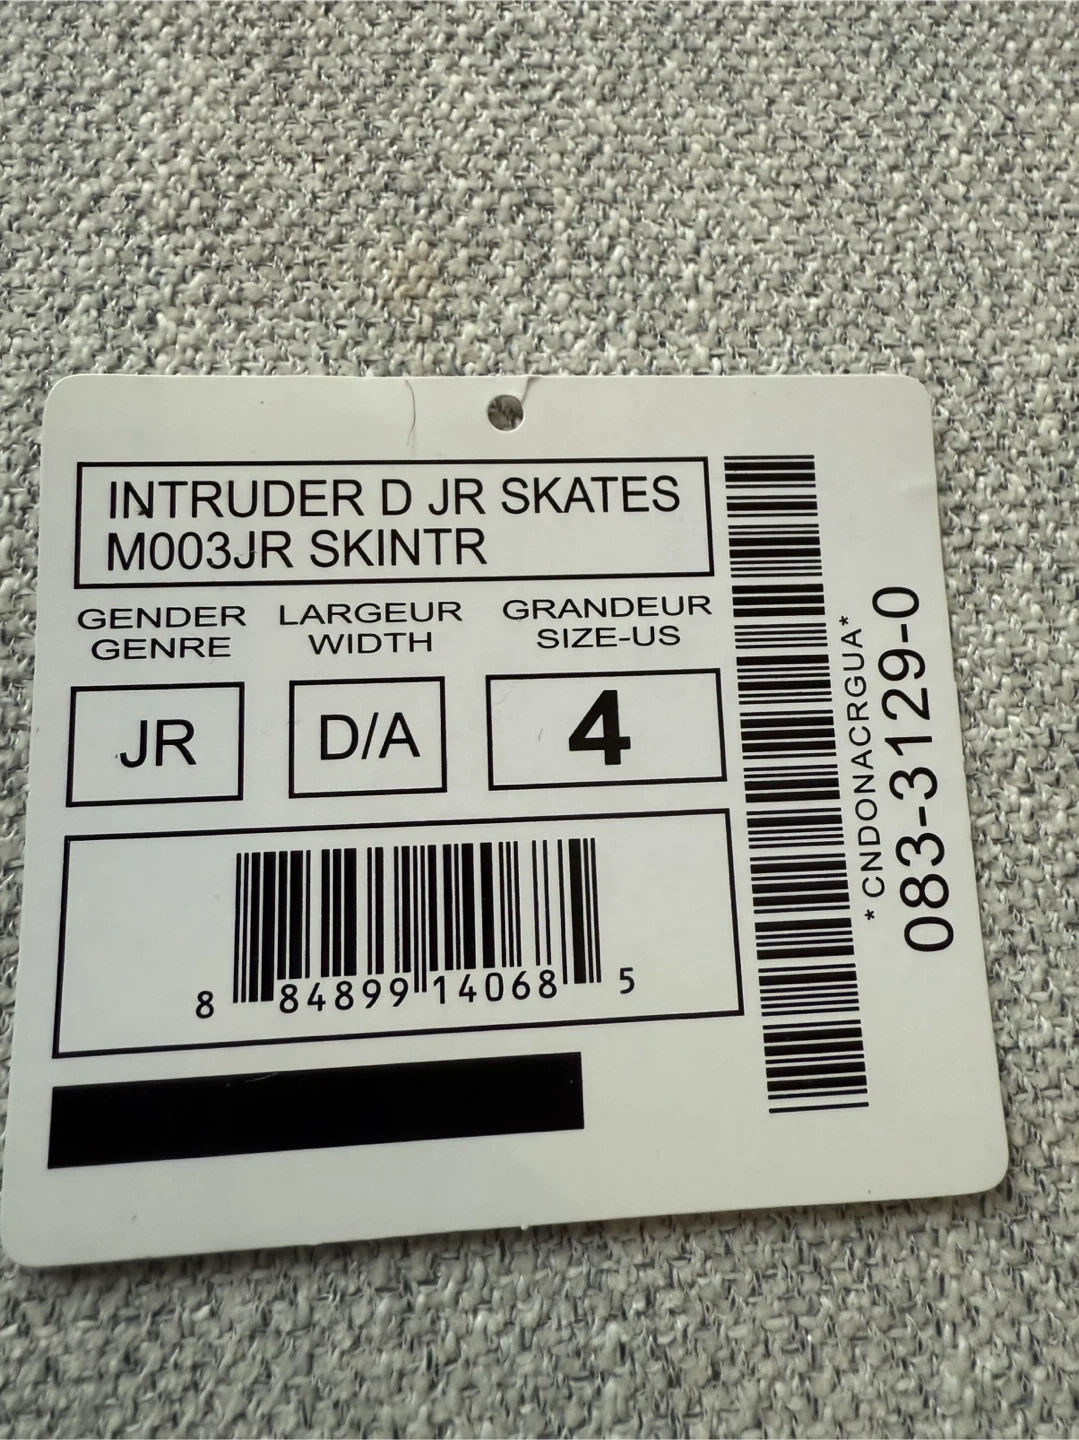 INTRUDER D JR SKATES
M003JR SKINTR
GENDER LARGEUR GRANDEUR
GENRE WIDTH SIZE-US
JR D/A 4
8 84899 14068 5
* CNDONACRGUA*
083-3129-0